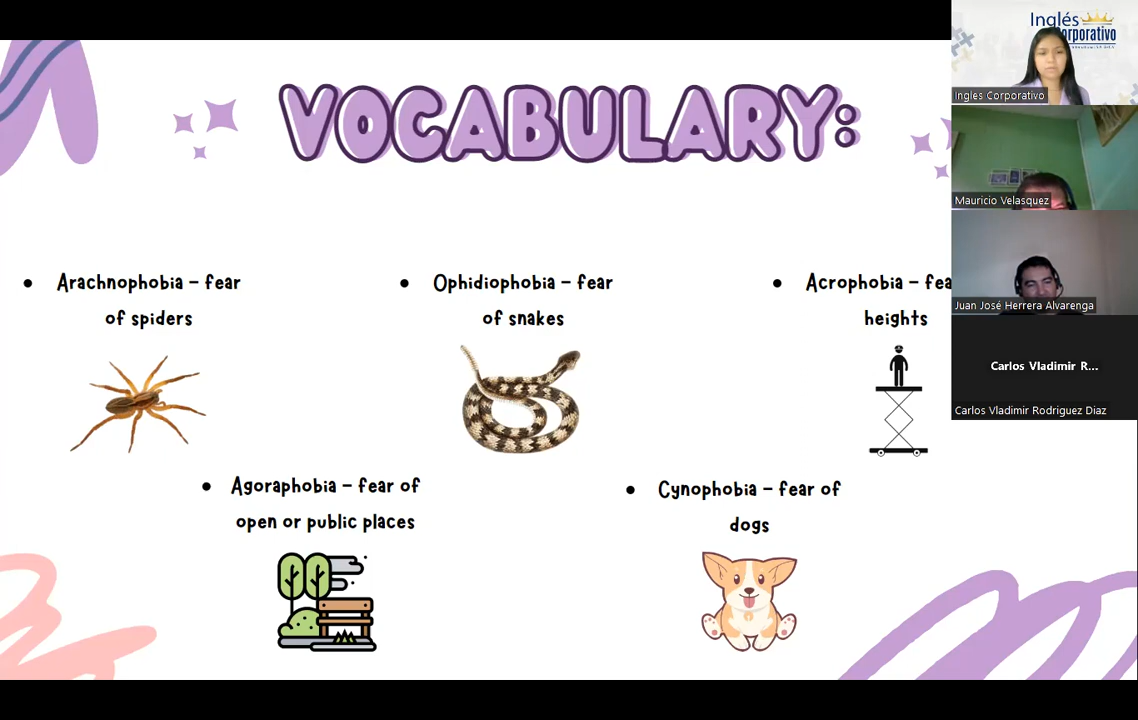 VOCABULARY:
Arachnophobia – fear
of spiders
Ophidiophobia – fear
of snakes
Acrophobia –
heights
Agoraphobia – fear of
open or public places
Cynophobia – fear of
dogs
Inglés
Corporativo
Ingles Corporativo
Mauricio Velasquez
Juan José Herrera Alvarenga
Carlos Vladimir R...
Carlos Vladimir Rodriguez Diaz